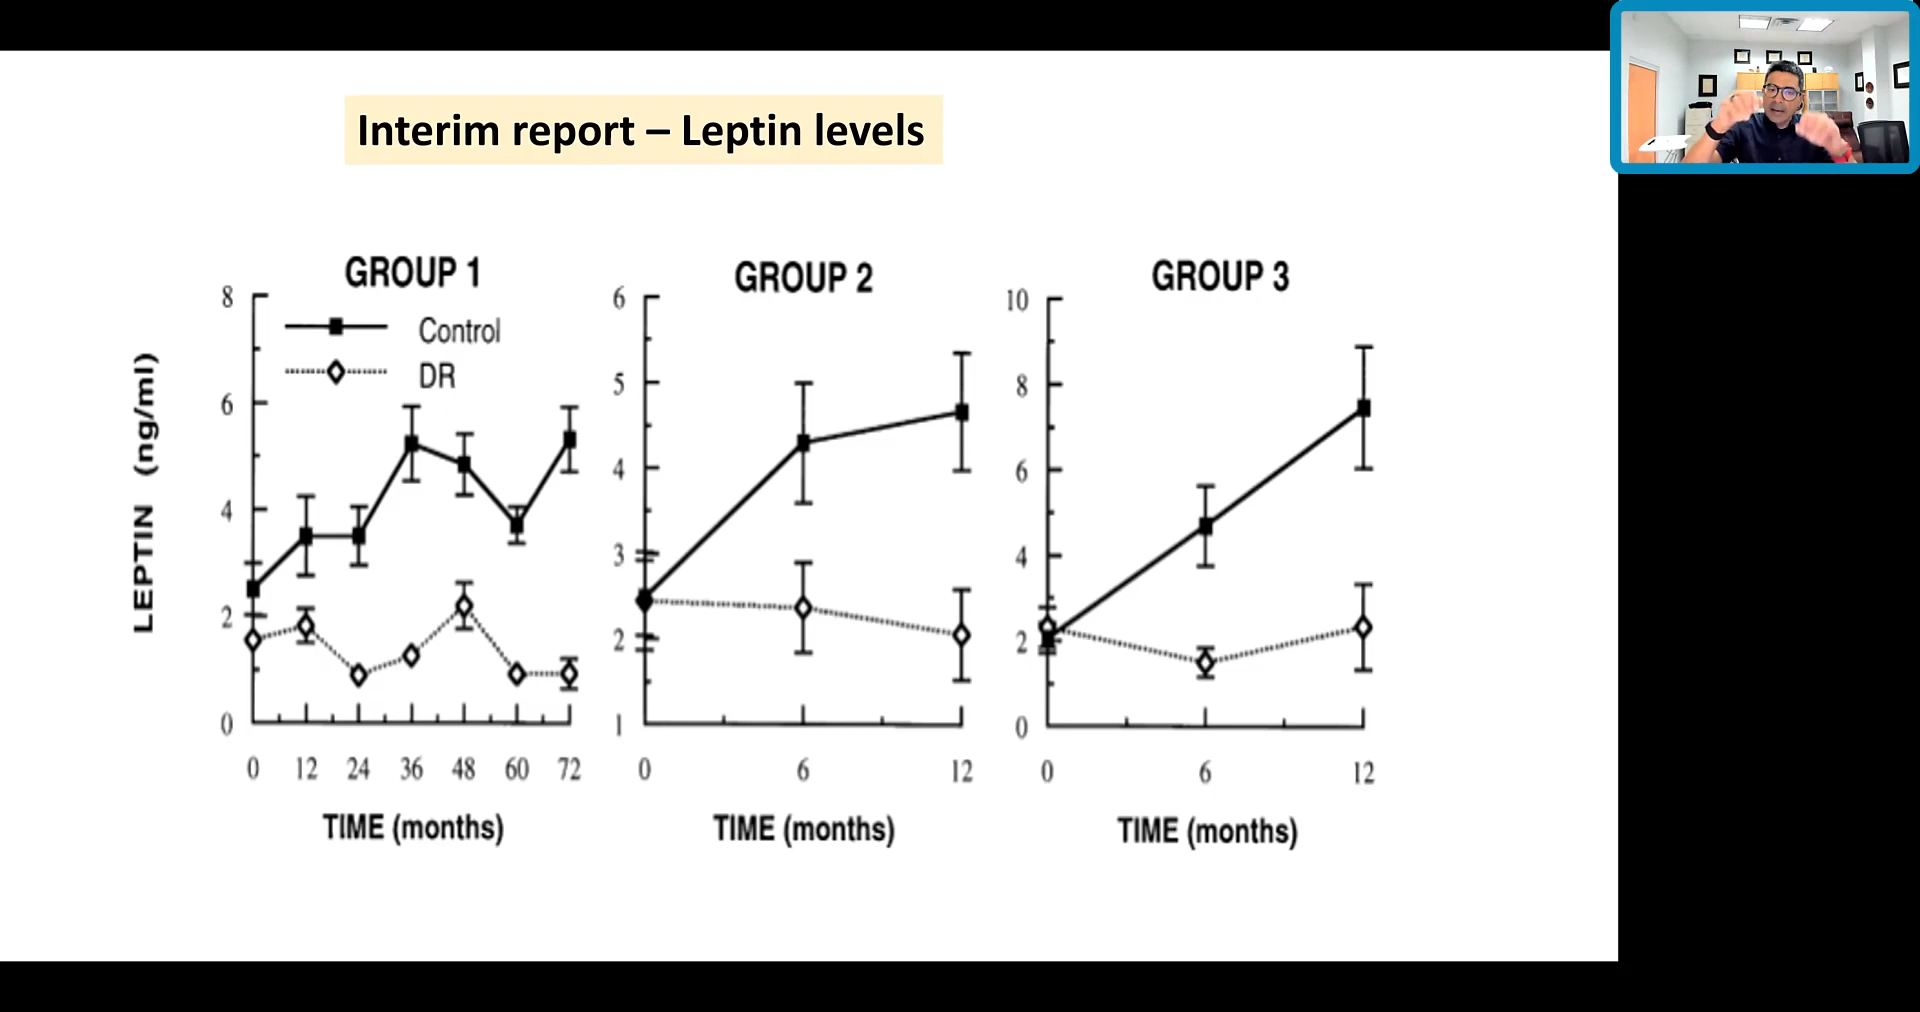 Interim report – Leptin levels
GROUP 1
GROUP 2
GROUP 3
LEPTIN (ng/ml)
Control
DR
8
6
4
2
0
0 12 24 36 48 60 72
TIME (months)
6
5
4
3
2
1
0 6 12
TIME (months)
10
8
6
4
2
0
0 6 12
TIME (months)